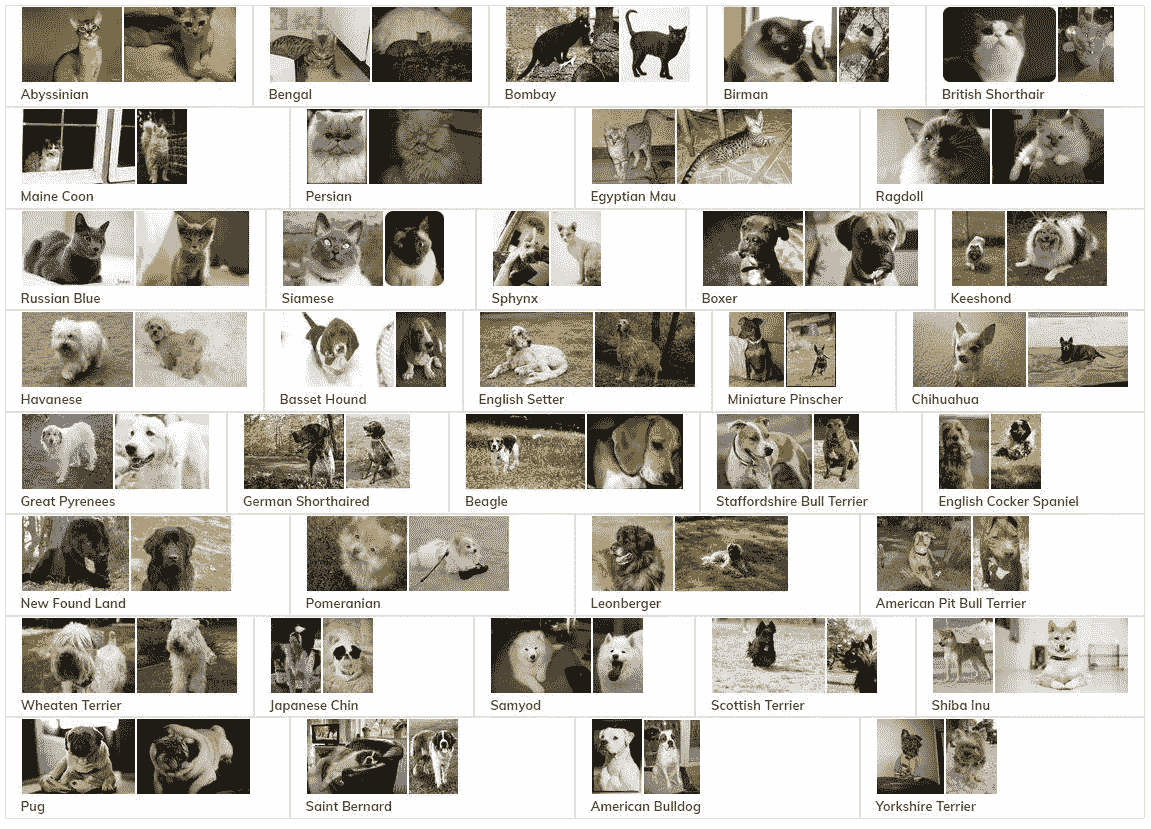 Abyssinian
Bengal
Bombay
Birman
British Shorthair
Maine Coon
Persian
Egyptian Mau
Ragdoll
Russian Blue
Siamese
Sphynx
Boxer
Keeshond
Havanese
Basset Hound
English Setter
Miniature Pinscher
Chihuahua
Great Pyrenees
German Shorthaired
Beagle
Staffordshire Bull Terrier
English Cocker Spaniel
New Found Land
Pomeranian
Leonberger
American Pit Bull Terrier
Wheaten Terrier
Japanese Chin
Samyod
Scottish Terrier
Shiba Inu
Pug
Saint Bernard
American Bulldog
Yorkshire Terrier